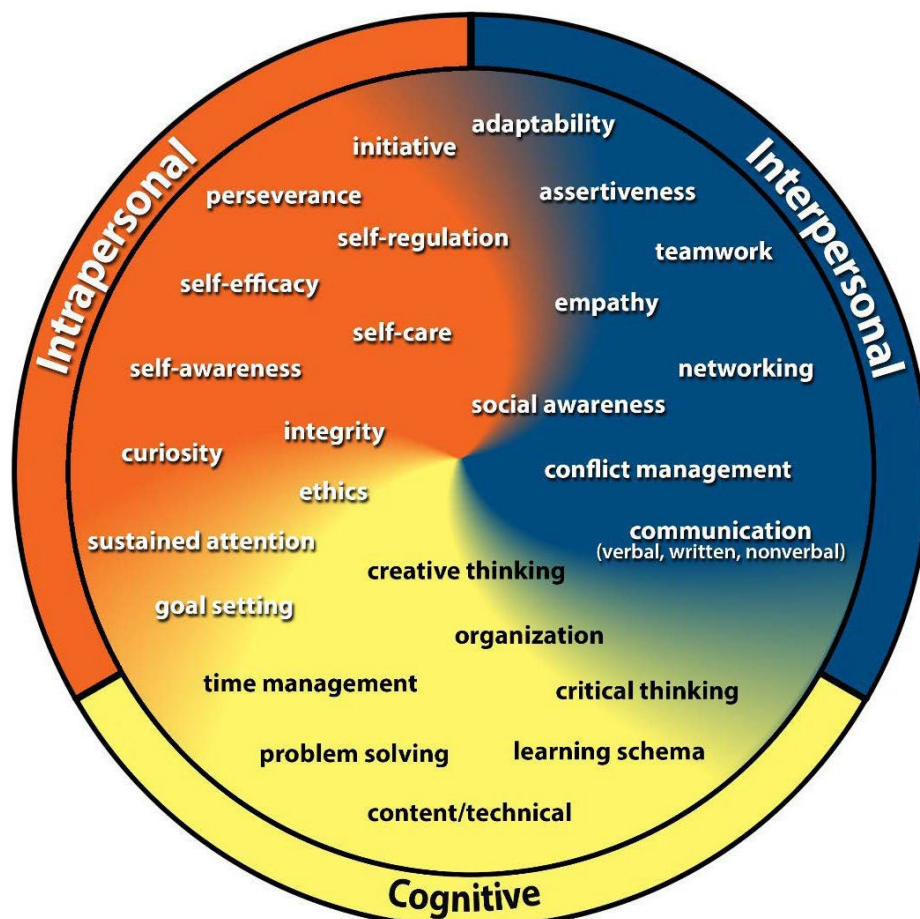 Intrapersonal
Interpersonal
Cognitive
adaptability
initiative
assertiveness
perseverance
self-regulation
teamwork
self-efficacy
empathy
self-care
self-awareness
networking
social awareness
integrity
curiosity
conflict management
ethics
communication
(verbal, written, nonverbal)
sustained attention
creative thinking
goal setting
organization
time management
critical thinking
problem solving
learning schema
content/technical